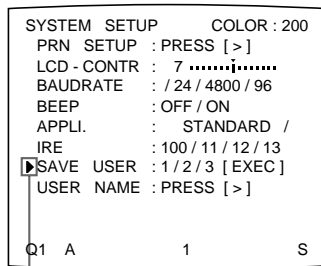 SYSTEM SETUP COLOR : 200
PRN SETUP : PRESS [ > ]
LCD - CONTR : 7
BAUDRATE : / 24 / 4800 / 96
BEEP : OFF / ON
APPLI. : STANDARD /
IRE : 100 / 11 / 12 / 13
SAVE USER : 1 / 2 / 3 [ EXEC ]
USER NAME : PRESS [ > ]
Q1 A 1 S